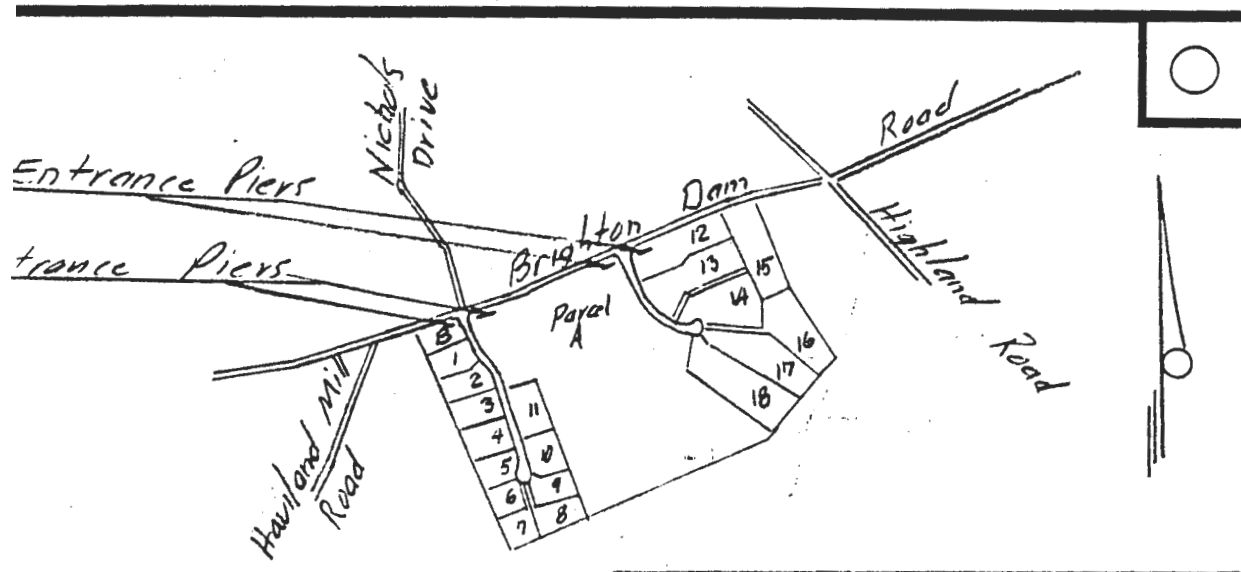 Nichols
Drive
Entrance Piers
trance Piers
Brighton Dam Road
Highland Road
Haviland Mill
Road
Parcel
A
B
1
2
3
4
5
6
7
8
9
10
11
12
13
14
15
16
17
18